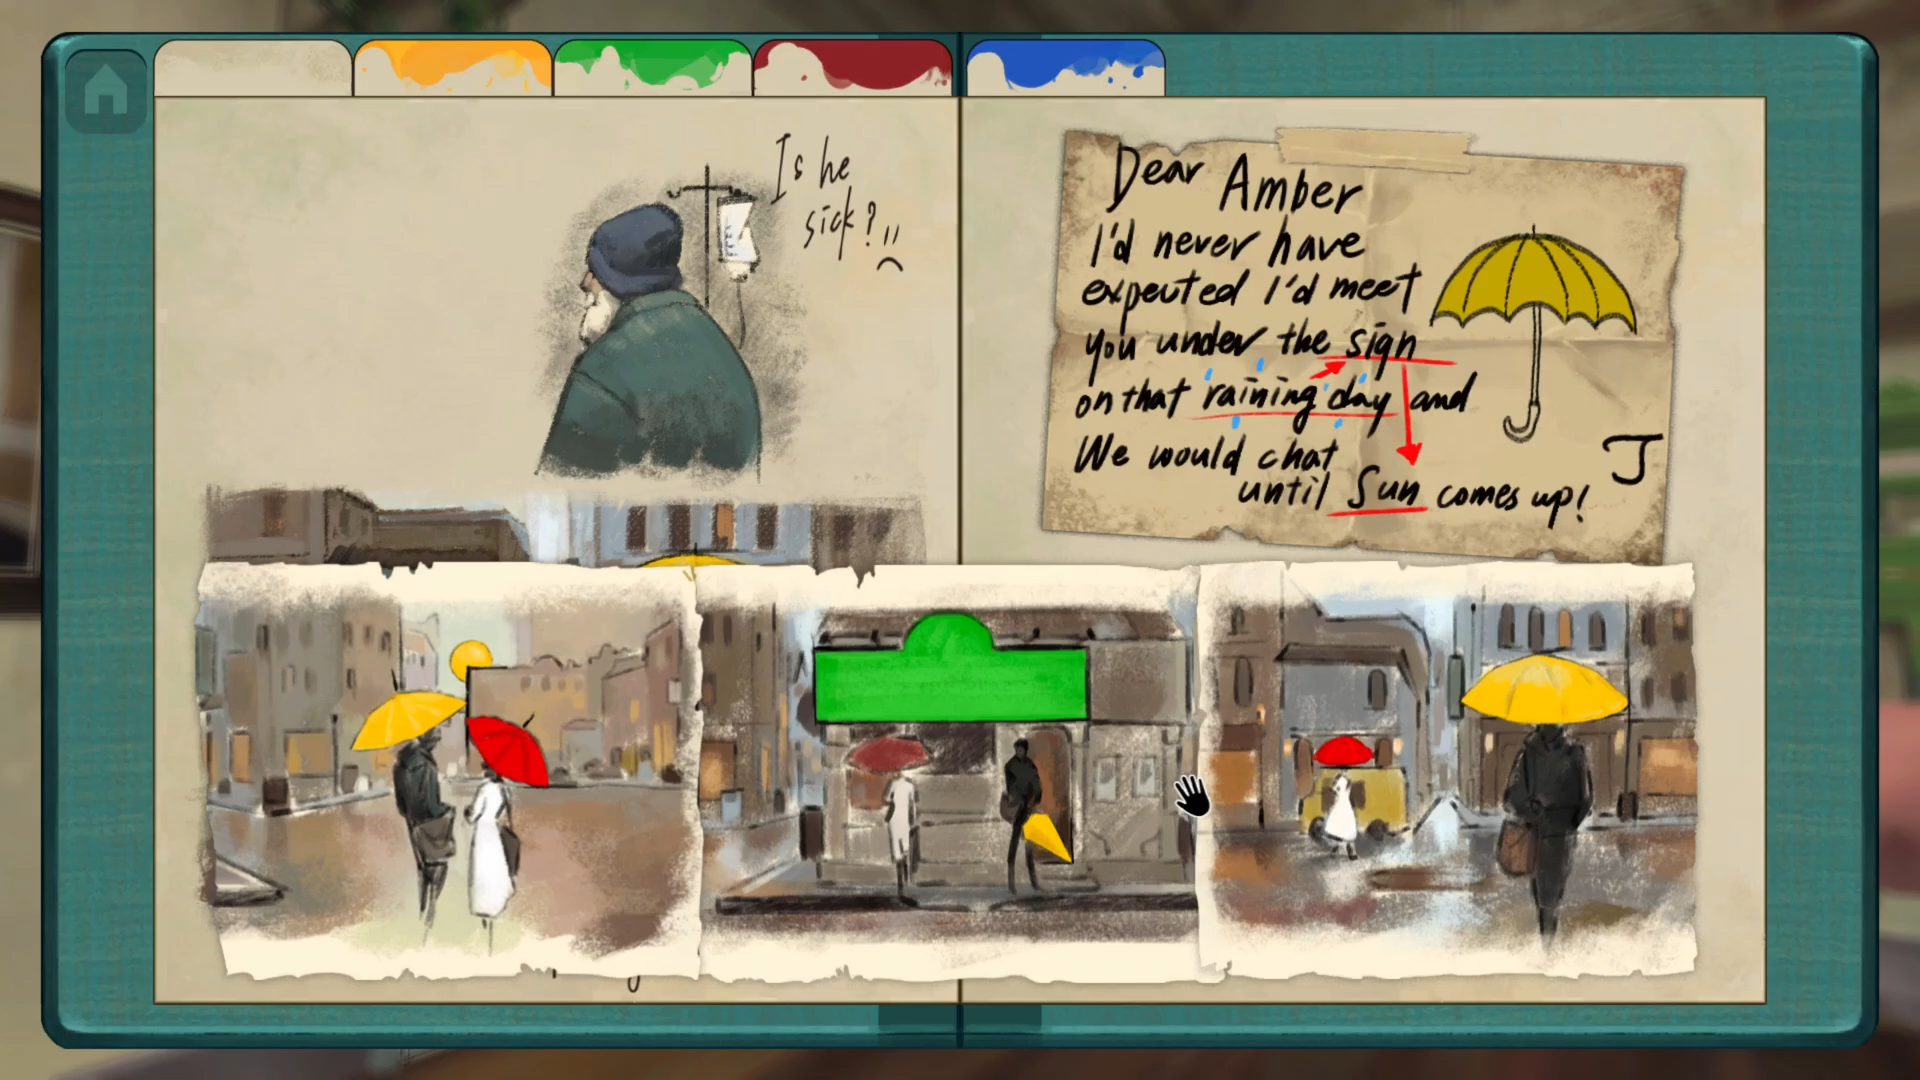 Is he
sick?
Dear Amber
I'd never have
expected I'd meet
you under the sign
on that raining day and
We would chat
until Sun comes up!
J